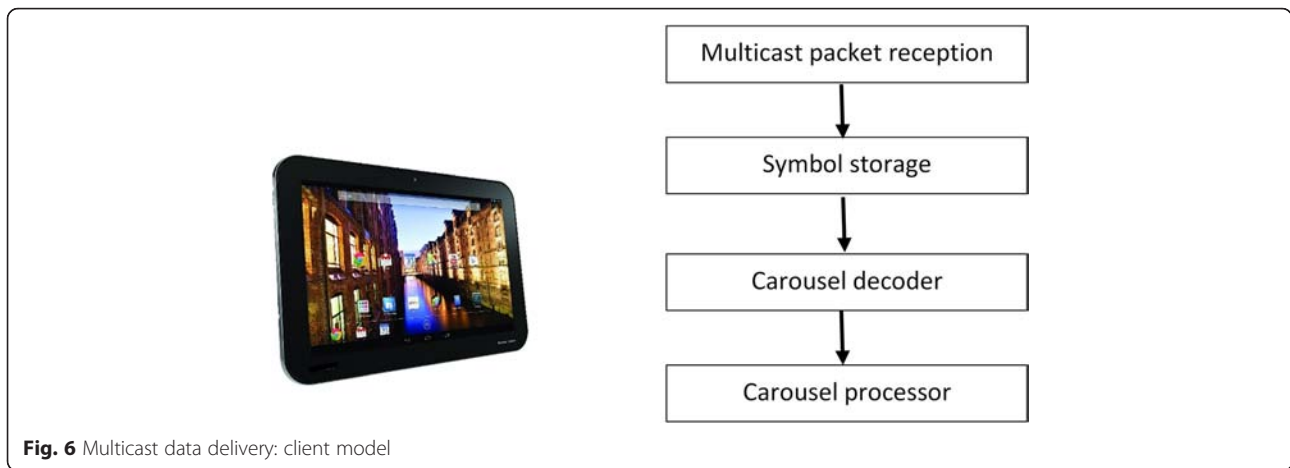 Multicast packet reception
Symbol storage
Carousel decoder
Carousel processor
Fig. 6 Multicast data delivery: client model